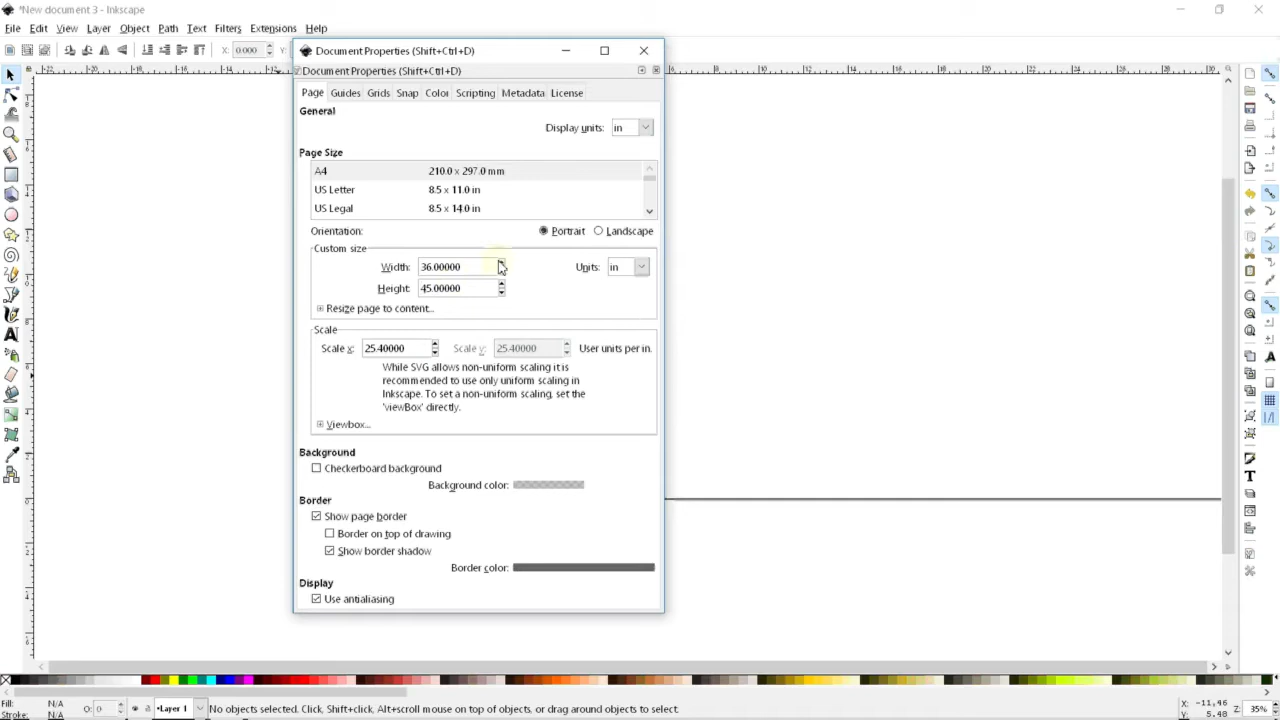 *New document 3 - Inkscape
File Edit View Layer Object Path Text Filters Extensions Help
X: 0.000 Y:
Document Properties (Shift+Ctrl+D)
Document Properties (Shift+Ctrl+D)
Page Guides Grids Snap Color Scripting Metadata License
General
Display units: in
Page Size
A4 210.0 x 297.0 mm
US Letter 8.5 x 11.0 in
US Legal 8.5 x 14.0 in
Orientation: Portrait Landscape
Custom size
Width: 36.00000 Units: in
Height: 45.00000
Resize page to content...
Scale
Scale x: 25.40000 Scale y: 25.40000 User units per in.
While SVG allows non-uniform scaling it is
recommended to use only uniform scaling in
Inkscape. To set a non-uniform scaling, set the
'viewBox' directly.
Viewbox...
Background
Checkerboard background
Background color:
Border
Show page border
Border on top of drawing
Show border shadow
Border color:
Display
Use antialiasing
Fill: N/A
Stroke: N/A
O: 0
•Layer 1
No objects selected. Click, Shift+click, Alt+scroll mouse on top of objects, or drag around objects to select.
X: -11.46
Y: 5.48
Z: 35%